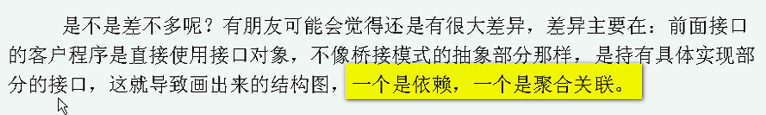 是不是差不多呢？有朋友可能会觉得还是有很大差异，差异主要在：前面接口
的客户程序是直接使用接口对象，不像桥接模式的抽象部分那样，是持有具体实现部
分的接口，这就导致画出来的结构图，一个是依赖，一个是聚合关联。